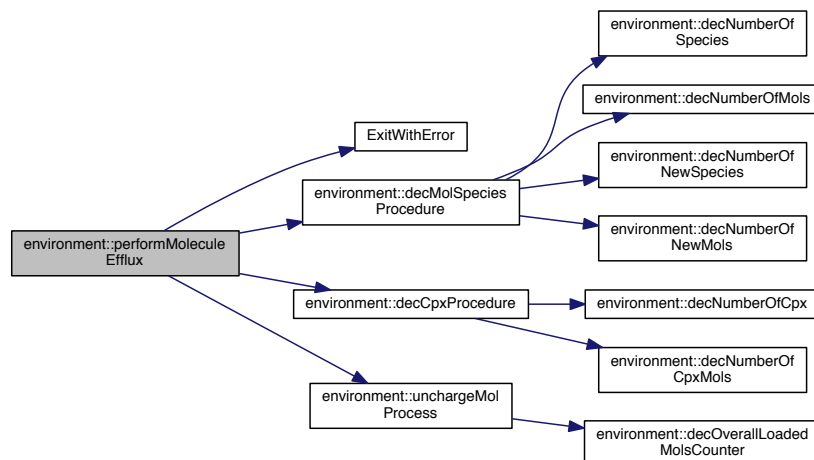 environment::decNumberOf
Species
environment::decNumberOfMols
ExitWithError
environment::decNumberOf
NewSpecies
environment::decMolSpecies
Procedure
environment::decNumberOf
NewMols
environment::performMolecule
Efflux
environment::decCpxProcedure
environment::decNumberOfCpx
environment::decNumberOf
CpxMols
environment::unchargeMol
Process
environment::decOverallLoaded
MolsCounter